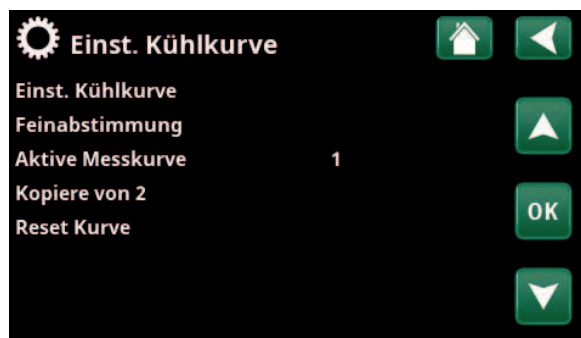 Einst. Kühlkurve
Einst. Kühlkurve
Feinabstimmung
Aktive Messkurve 1
Kopiere von 2
Reset Kurve
OK